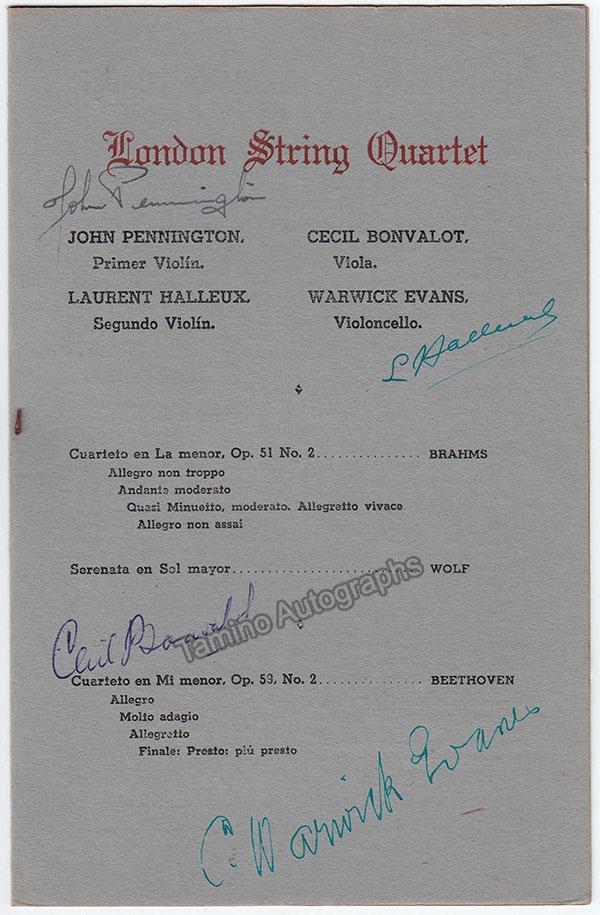 London String Quartet
John Pennington
JOHN PENNINGTON,
Primer Violín.
CECIL BONVALOT,
Viola.
LAURENT HALLEUX,
Segundo Violín.
WARWICK EVANS,
Violoncello.
L Halleux
Cuarteto en La menor, Op. 51 No. 2............... BRAHMS
Allegro non troppo
Andante moderato
Quasi Minuetto, moderato. Allegretto vivace
Allegro non assai
Serenata en Sol mayor............................ WOLF
Tamino Autographs
Cecil Bonvalot
Cuarteto en Mi menor, Op. 59, No. 2............... BEETHOVEN
Allegro
Molto adagio
Allegretto
Finale: Presto: piú presto
C. Warwick Evans